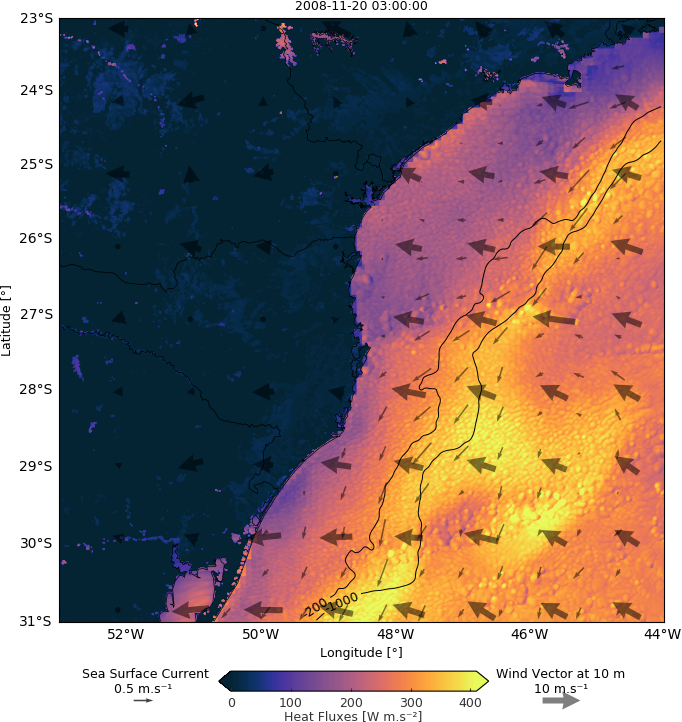 2008-11-20 03:00:00
23°S
24°S
25°S
26°S
27°S
28°S
29°S
30°S
31°S
Latitude [°]
-200
-1000
52°W 50°W 48°W 46°W 44°W
Longitude [°]
Sea Surface Current
0.5 m.s⁻¹
Wind Vector at 10 m
10 m.s⁻¹
0 100 200 300 400
Heat Fluxes [W m.s⁻²]